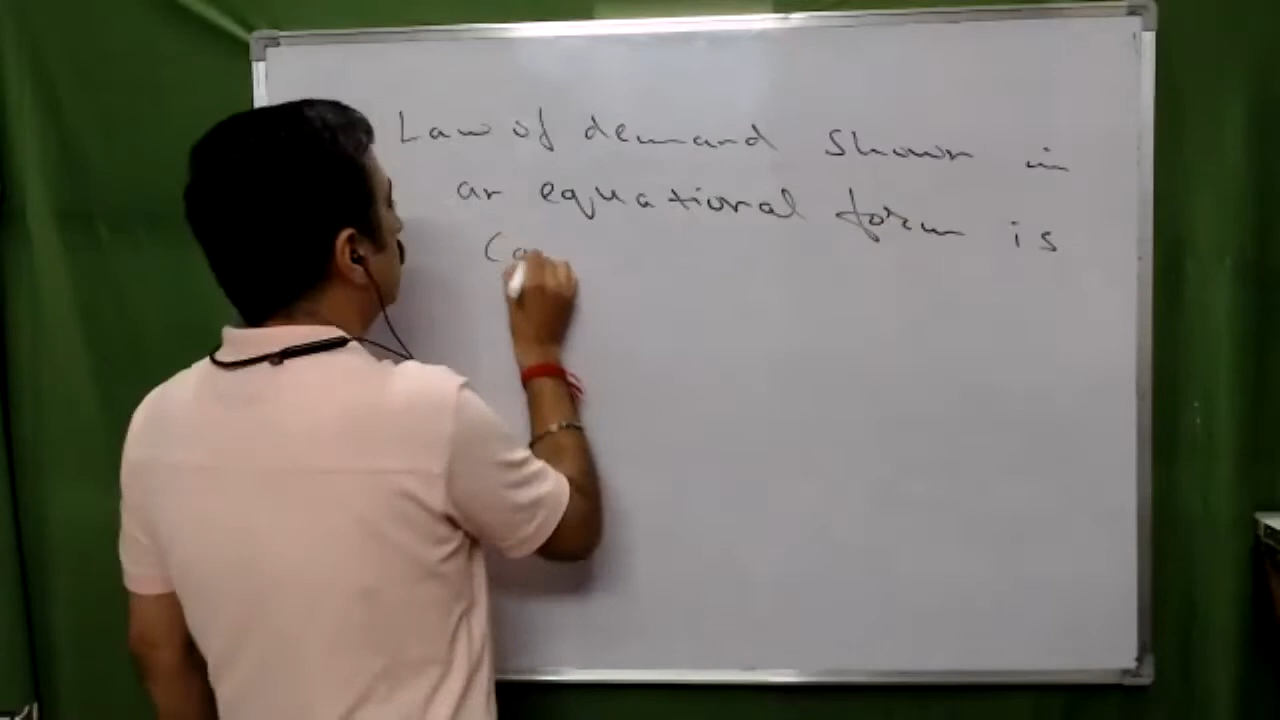 Law of demand shown in
an equational form is
(a